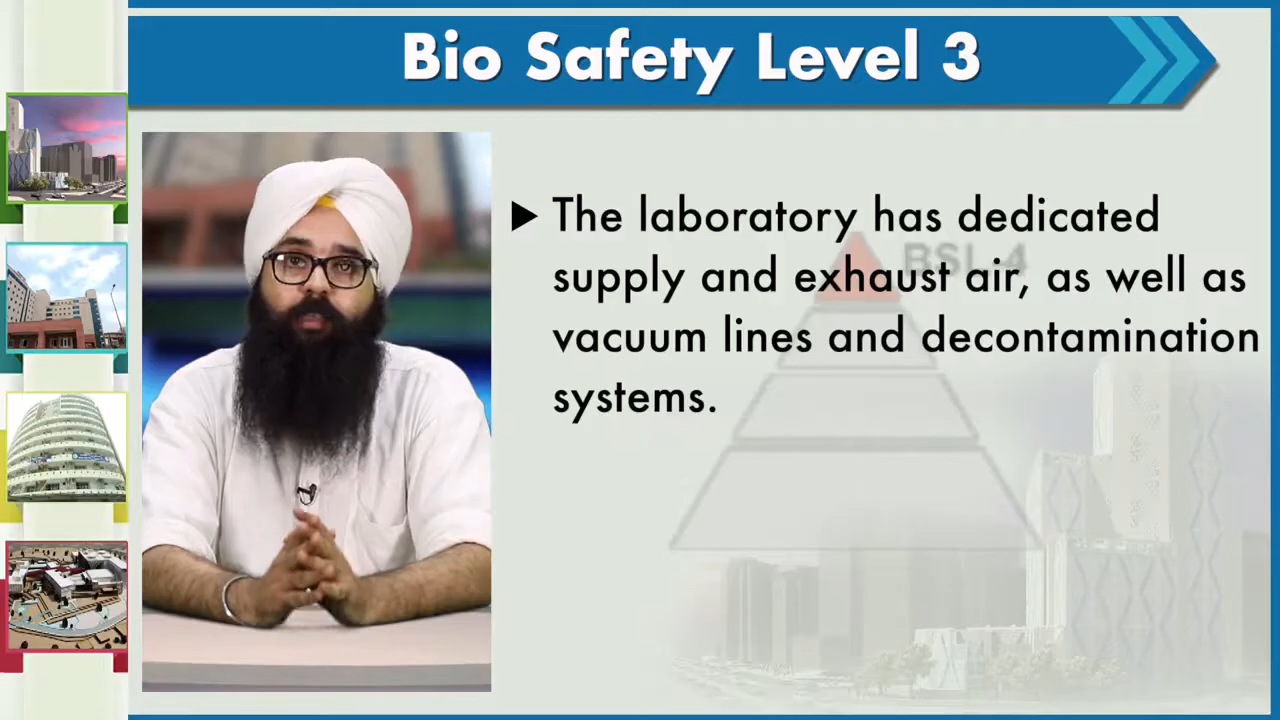 Bio Safety Level 3
The laboratory has dedicated
supply and exhaust air, as well as
vacuum lines and decontamination
systems.
BSL-4